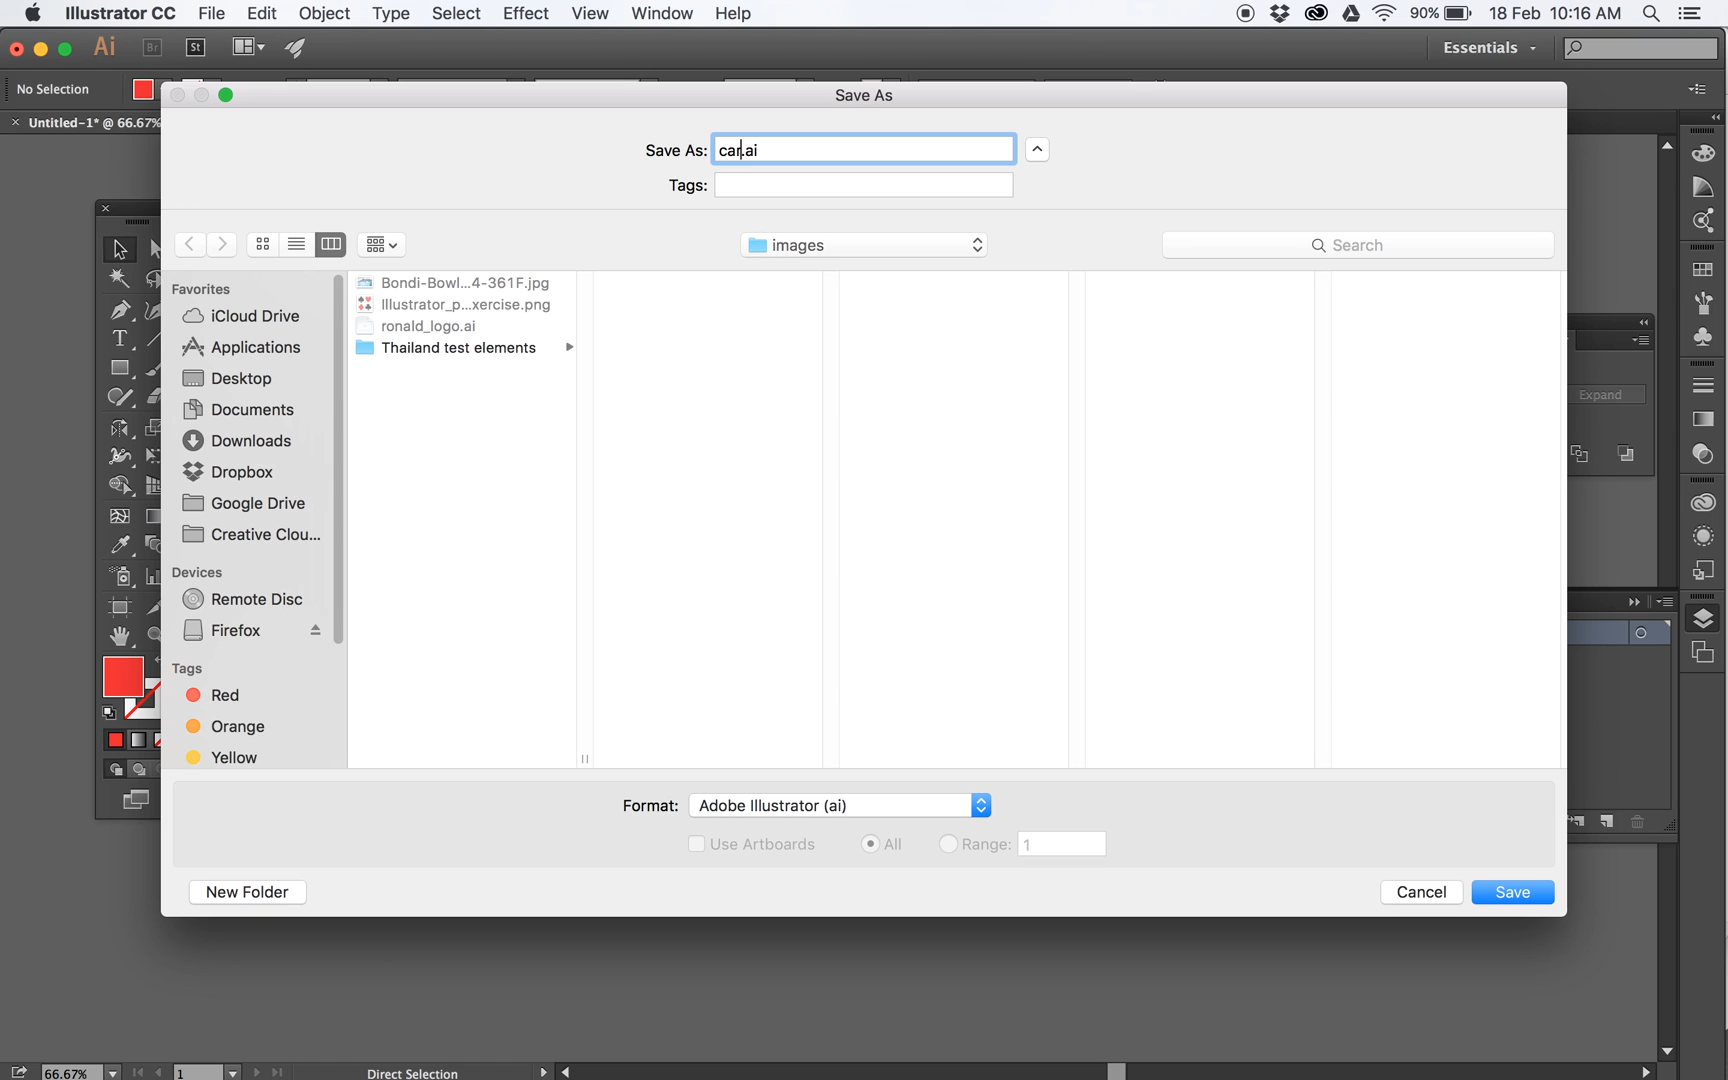 Illustrator CC File Edit Object Type Select Effect View Window Help 90% 18 Feb 10:16 AM
Ai Br St Essentials
No Selection
Save As
× Untitled-1* @ 66.67%
Save As: car.ai
Tags:
images
Search
Favorites
iCloud Drive
Applications
Desktop
Documents
Downloads
Dropbox
Google Drive
Creative Clou...
Devices
Remote Disc
Firefox
Tags
Red
Orange
Yellow
Bondi-Bowl...4-361F.jpg
Illustrator_p...xercise.png
ronald_logo.ai
Thailand test elements
Expand
Format: Adobe Illustrator (ai)
Use Artboards All Range: 1
New Folder Cancel Save
66.67% 1 Direct Selection